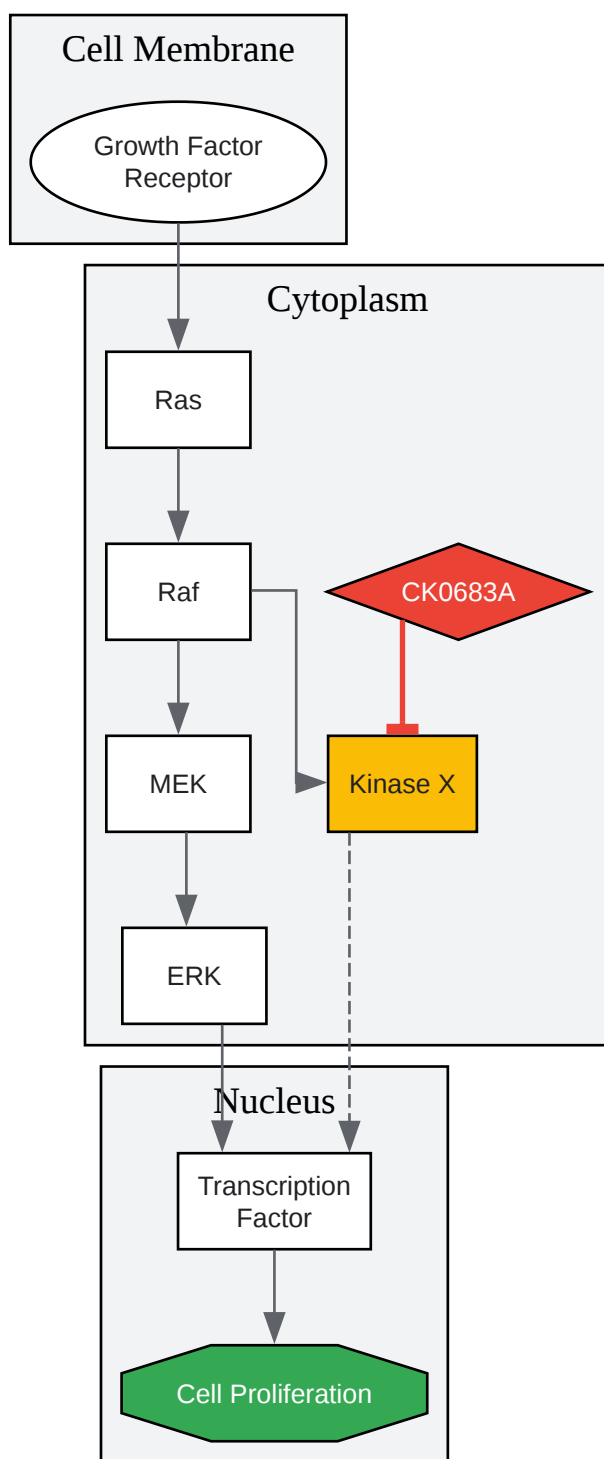 Cell Membrane
Growth Factor
Receptor
Cytoplasm
Ras
Raf
CK0683A
MEK
Kinase X
ERK
Nucleus
Transcription
Factor
Cell Proliferation